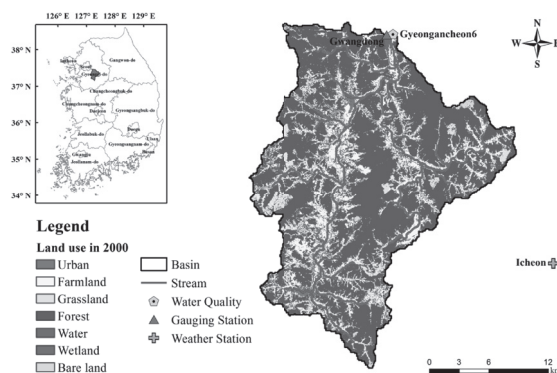 126° E 127° E 128° E 129° E
38° N
37° N
36° N
35° N
34° N
Incheon
Seoul
Gangwon-do
Chungcheongbuk-do
Chungcheongnam-do
Daejeon
Gyeongsangbuk-do
Jeollabuk-do
Daegu
Ulsan
Gyeongsangnam-do
Gwangju
Busan
Jeollanam-do
Gwangdong
Gyeongancheon6
N
W
E
S
Icheon
Legend
Land use in 2000
Urban
Farmland
Grassland
Forest
Water
Wetland
Bare land
Basin
Stream
Water Quality
Gauging Station
Weather Station
0 3 6 12